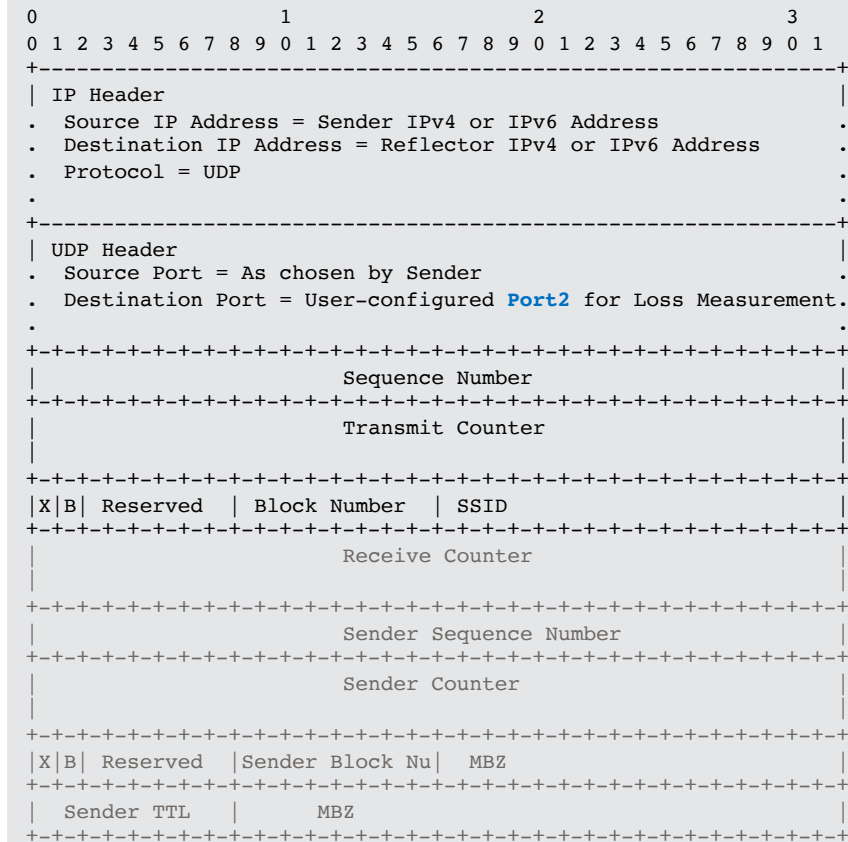 0                   1                   2                   3
0 1 2 3 4 5 6 7 8 9 0 1 2 3 4 5 6 7 8 9 0 1 2 3 4 5 6 7 8 9 0 1
+---------------------------------------------------------------+
| IP Header                                                     |
.  Source IP Address = Sender IPv4 or IPv6 Address              .
.  Destination IP Address = Reflector IPv4 or IPv6 Address      .
.  Protocol = UDP                                               .
.                                                               .
+---------------------------------------------------------------+
| UDP Header                                                    |
.  Source Port = As chosen by Sender                            .
.  Destination Port = User-configured Port2 for Loss Measurement.
.                                                               .
+-+-+-+-+-+-+-+-+-+-+-+-+-+-+-+-+-+-+-+-+-+-+-+-+-+-+-+-+-+-+-+-+
|                        Sequence Number                        |
+-+-+-+-+-+-+-+-+-+-+-+-+-+-+-+-+-+-+-+-+-+-+-+-+-+-+-+-+-+-+-+-+
|                        Transmit Counter                       |
|                                                               |
+-+-+-+-+-+-+-+-+-+-+-+-+-+-+-+-+-+-+-+-+-+-+-+-+-+-+-+-+-+-+-+-+
|X|B| Reserved  | Block Number  | SSID                          |
+-+-+-+-+-+-+-+-+-+-+-+-+-+-+-+-+-+-+-+-+-+-+-+-+-+-+-+-+-+-+-+-+
|                        Receive Counter                        |
|                                                               |
+-+-+-+-+-+-+-+-+-+-+-+-+-+-+-+-+-+-+-+-+-+-+-+-+-+-+-+-+-+-+-+-+
|                        Sender Sequence Number                 |
+-+-+-+-+-+-+-+-+-+-+-+-+-+-+-+-+-+-+-+-+-+-+-+-+-+-+-+-+-+-+-+-+
|                        Sender Counter                         |
|                                                               |
+-+-+-+-+-+-+-+-+-+-+-+-+-+-+-+-+-+-+-+-+-+-+-+-+-+-+-+-+-+-+-+-+
|X|B| Reserved  |Sender Block Nu|  MBZ                          |
+-+-+-+-+-+-+-+-+-+-+-+-+-+-+-+-+-+-+-+-+-+-+-+-+-+-+-+-+-+-+-+-+
|  Sender TTL   |      MBZ                                      |
+-+-+-+-+-+-+-+-+-+-+-+-+-+-+-+-+-+-+-+-+-+-+-+-+-+-+-+-+-+-+-+-+